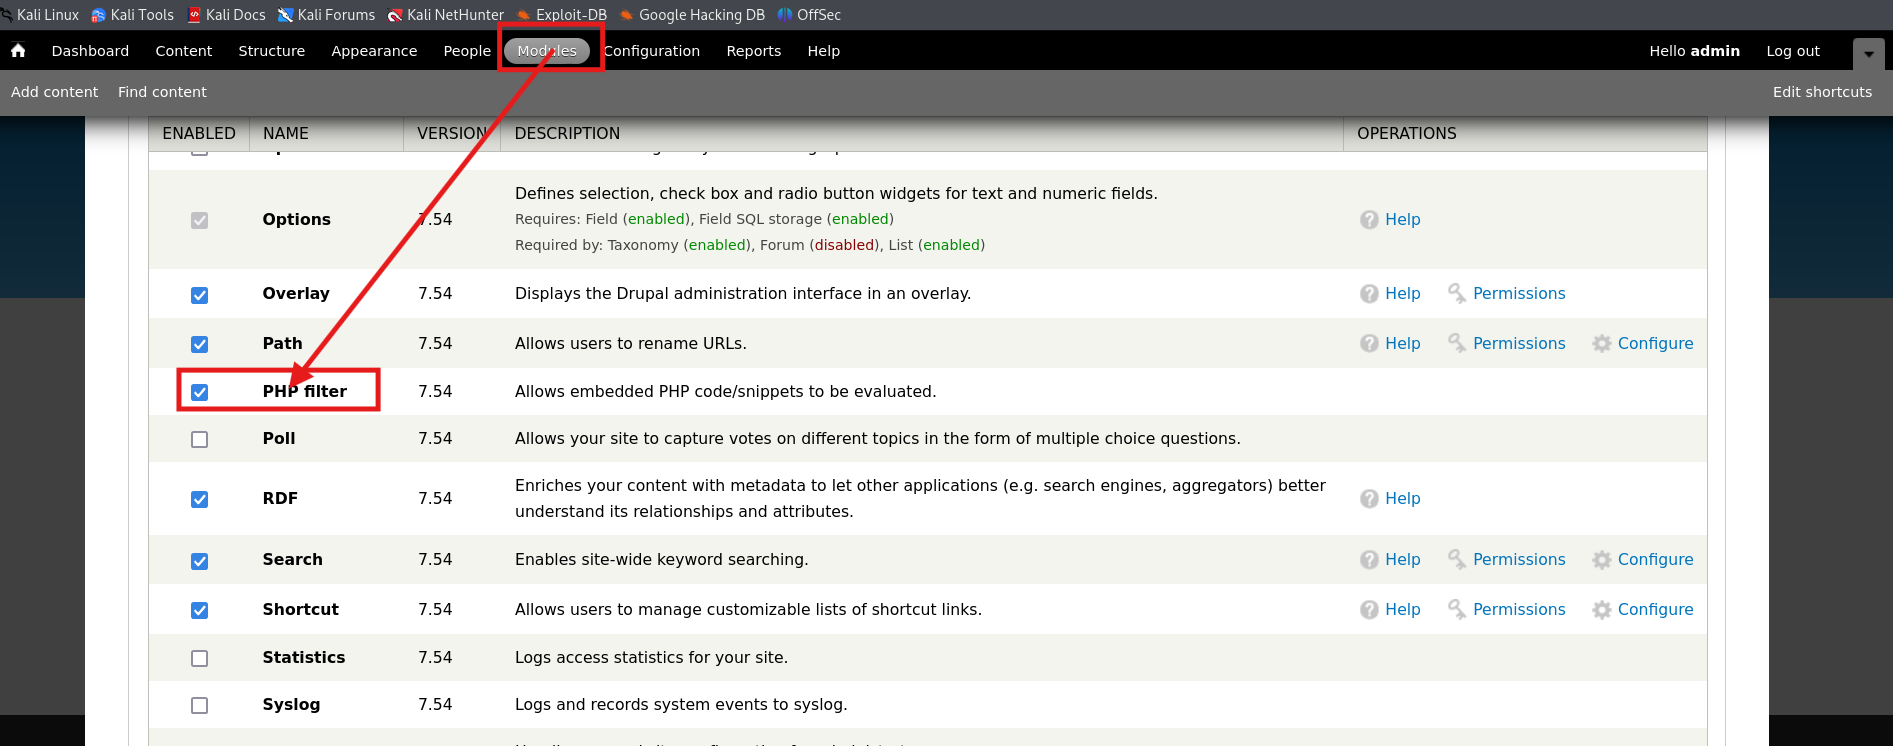 Kali Linux Kali Tools Kali Docs Kali Forums Kali NetHunter Exploit-DB Google Hacking DB OffSec
Dashboard Content Structure Appearance People Modules Configuration Reports Help Hello admin Log out
Add content Find content Edit shortcuts
ENABLED NAME VERSION DESCRIPTION OPERATIONS
Options 7.54 Defines selection, check box and radio button widgets for text and numeric fields.
Requires: Field (enabled), Field SQL storage (enabled)
Required by: Taxonomy (enabled), Forum (disabled), List (enabled)
Help
Overlay 7.54 Displays the Drupal administration interface in an overlay. Help Permissions
Path 7.54 Allows users to rename URLs. Help Permissions Configure
PHP filter 7.54 Allows embedded PHP code/snippets to be evaluated.
Poll 7.54 Allows your site to capture votes on different topics in the form of multiple choice questions.
RDF 7.54 Enriches your content with metadata to let other applications (e.g. search engines, aggregators) better
understand its relationships and attributes.
Help
Search 7.54 Enables site-wide keyword searching. Help Permissions Configure
Shortcut 7.54 Allows users to manage customizable lists of shortcut links. Help Permissions Configure
Statistics 7.54 Logs access statistics for your site.
Syslog 7.54 Logs and records system events to syslog.